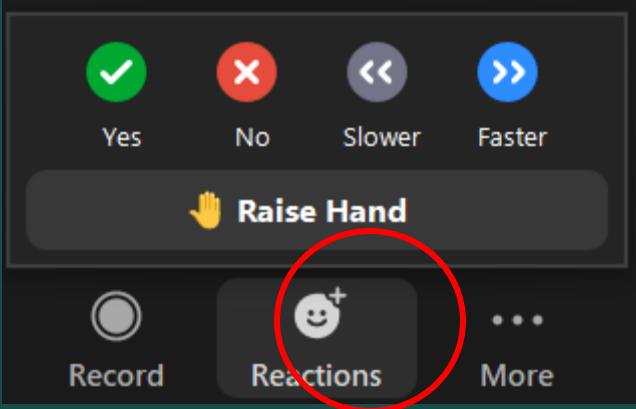 Yes No Slower Faster
Raise Hand
Record Reactions More